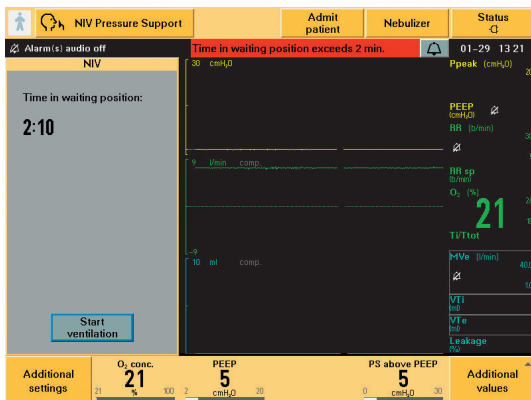 NIV Pressure Support
Admit
patient
Nebulizer
Status
Alarm(s) audio off
Time in waiting position exceeds 2 min.
01-29 13 21
NIV
Time in waiting position:
2:10
Start
ventilation
30 cmH₂O
9 l/min comp.
-9
10 ml comp.
Ppeak (cmH₂O)
PEEP
(cmH₂O)
RR (b/min)
RR sp
(b/min)
O₂ (%)
21
Ti/Ttot
MVe (l/min)
40.0
VTi
(ml)
VTe
(ml)
Leakage
(%)
Additional
settings
O₂ conc.
21
21 % 100
PEEP
5
2 cmH₂O 20
PS above PEEP
5
0 cmH₂O 30
Additional
values